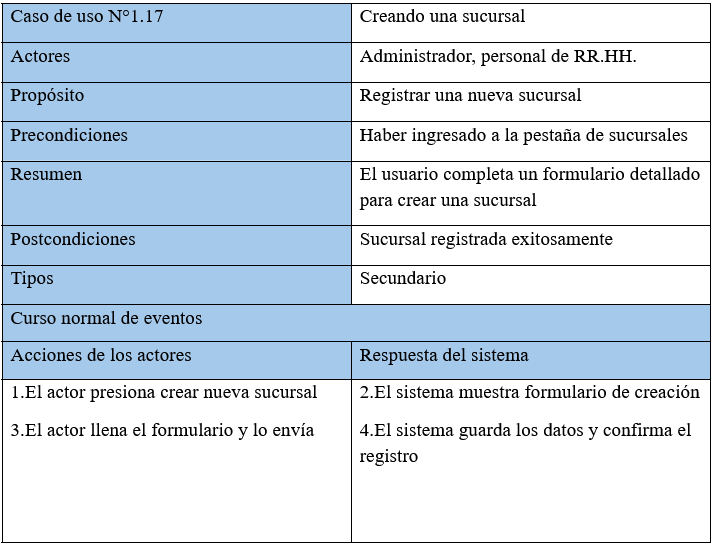 Caso de uso N°1.17
Creando una sucursal
Actores
Administrador, personal de RR.HH.
Propósito
Registrar una nueva sucursal
Precondiciones
Haber ingresado a la pestaña de sucursales
Resumen
El usuario completa un formulario detallado
para crear una sucursal
Postcondiciones
Sucursal registrada exitosamente
Tipos
Secundario
Curso normal de eventos
Acciones de los actores
Respuesta del sistema
1.El actor presiona crear nueva sucursal
3.El actor llena el formulario y lo envía
2.El sistema muestra formulario de creación
4.El sistema guarda los datos y confirma el
registro